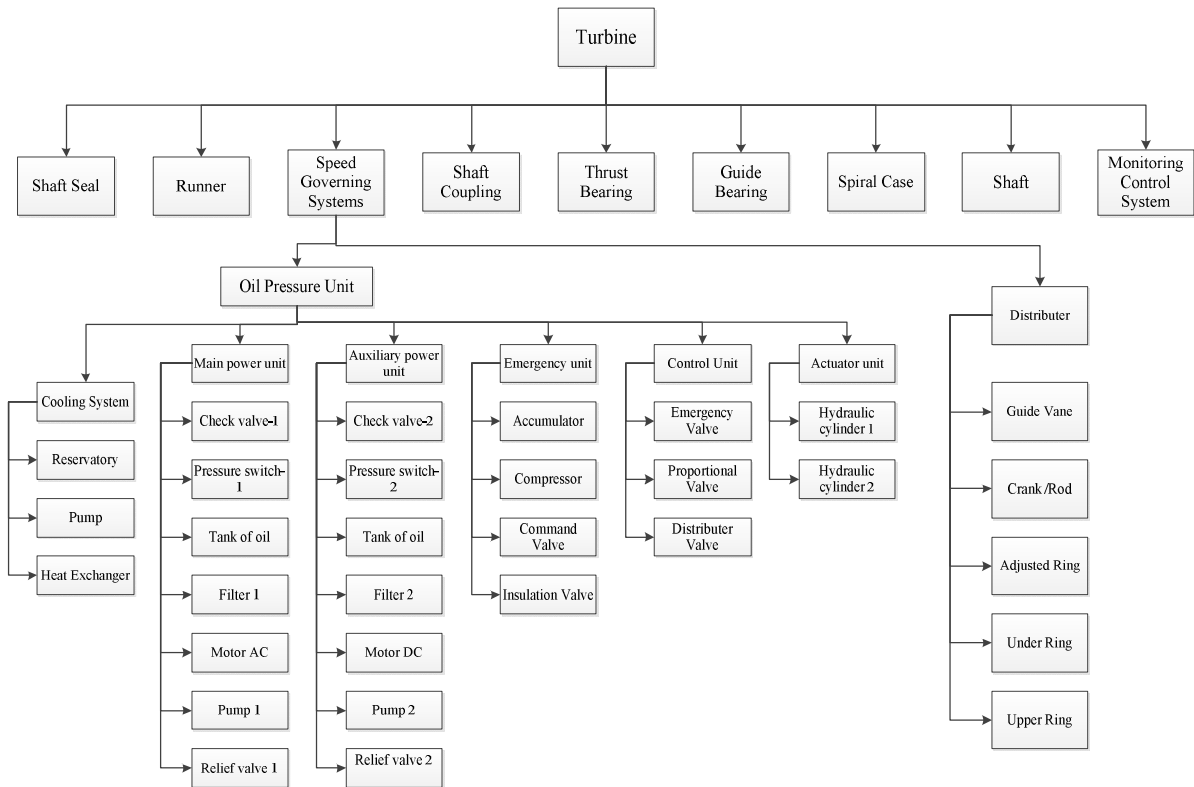 Turbine
Shaft Seal
Runner
Speed
Governing
Systems
Shaft
Coupling
Thrust
Bearing
Guide
Bearing
Spiral Case
Shaft
Monitoring
Control
System
Oil Pressure Unit
Distributer
Cooling System
Reservatory
Pump
Heat Exchanger
Main power unit
Check valve-1
Pressure switch-
1
Tank of oil
Filter 1
Motor AC
Pump 1
Relief valve 1
Auxiliary power
unit
Check valve-2
Pressure switch-
2
Tank of oil
Filter 2
Motor DC
Pump 2
Relief valve 2
Emergency unit
Accumulator
Compressor
Command
Valve
Insulation Valve
Control Unit
Emergency
Valve
Proportional
Valve
Distributer
Valve
Actuator unit
Hydraulic
cylinder 1
Hydraulic
cylinder 2
Guide Vane
Crank /Rod
Adjusted Ring
Under Ring
Upper Ring